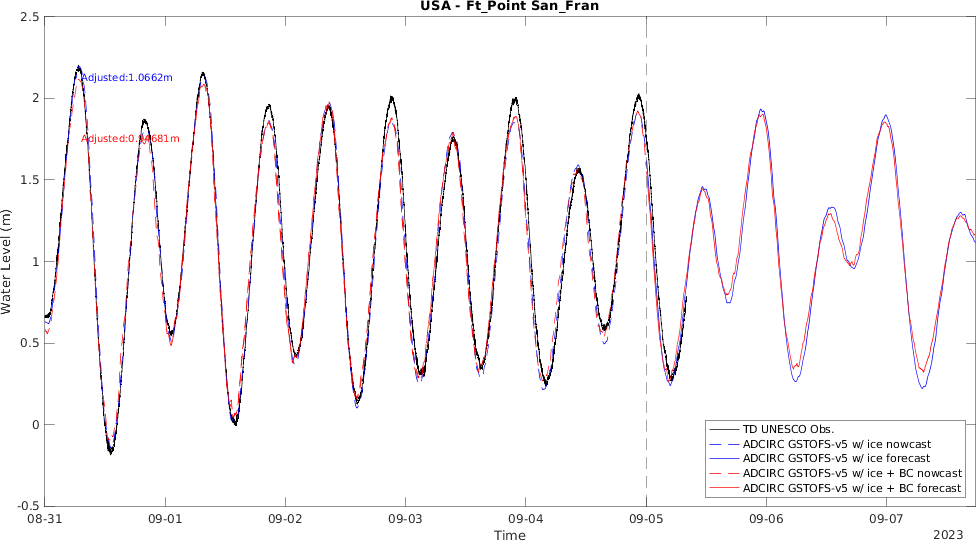 USA - Ft_Point San_Fran
2.5
2
1.5
1
0.5
0
-0.5
Water Level (m)
Adjusted:1.0662m
08-31
09-01
09-02
09-03
09-04
09-05
09-06
09-07
Time
2023
TD UNESCO Obs.
ADCIRC GSTOFS-v5 w/ ice nowcast
ADCIRC GSTOFS-v5 w/ ice forecast
ADCIRC GSTOFS-v5 w/ ice + BC nowcast
ADCIRC GSTOFS-v5 w/ ice + BC forecast